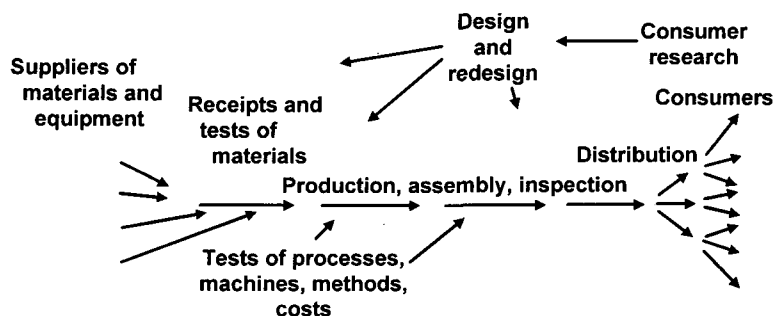 Design
and
redesign
Consumer
research
Suppliers of
materials and
equipment
Receipts and
tests of
materials
Consumers
Distribution
Production, assembly, inspection
Tests of processes,
machines, methods,
costs